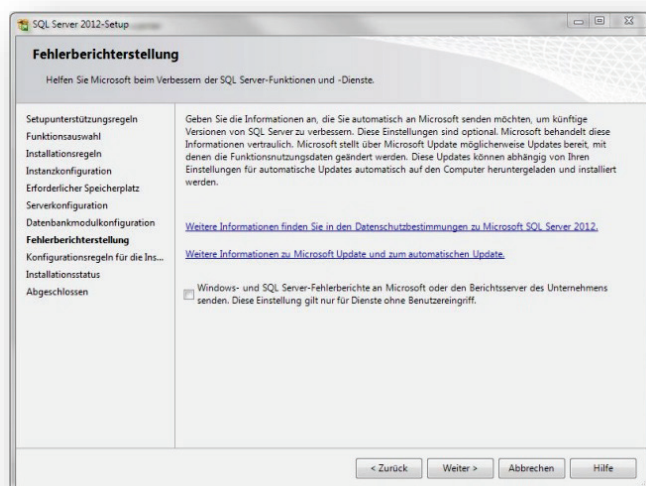 SQL Server 2012-Setup
Fehlerberichterstellung
Helfen Sie Microsoft beim Verbessern der SQL Server-Funktionen und -Dienste.
Setupunterstützungsregeln
Funktionsauswahl
Installationsregeln
Instanzkonfiguration
Erforderlicher Speicherplatz
Serverkonfiguration
Datenbankmodulkonfiguration
Fehlerberichterstellung
Konfigurationsregeln für die Ins...
Installationsstatus
Abgeschlossen
Geben Sie die Informationen an, die Sie automatisch an Microsoft senden möchten, um künftige
Versionen von SQL Server zu verbessern. Diese Einstellungen sind optional. Microsoft behandelt diese
Informationen vertraulich. Microsoft stellt über Microsoft Update möglicherweise Updates bereit, mit
denen die Funktionsnutzungsdaten geändert werden. Diese Updates können abhängig von Ihren
Einstellungen für automatische Updates automatisch auf den Computer heruntergeladen und installiert
werden.
Weitere Informationen finden Sie in den Datenschutzbestimmungen zu Microsoft SQL Server 2012.
Weitere Informationen zu Microsoft Update und zum automatischen Update.
Windows- und SQL Server-Fehlerberichte an Microsoft oder den Berichtsserver des Unternehmens
senden. Diese Einstellung gilt nur für Dienste ohne Benutzereingriff.
< Zurück
Weiter >
Abbrechen
Hilfe